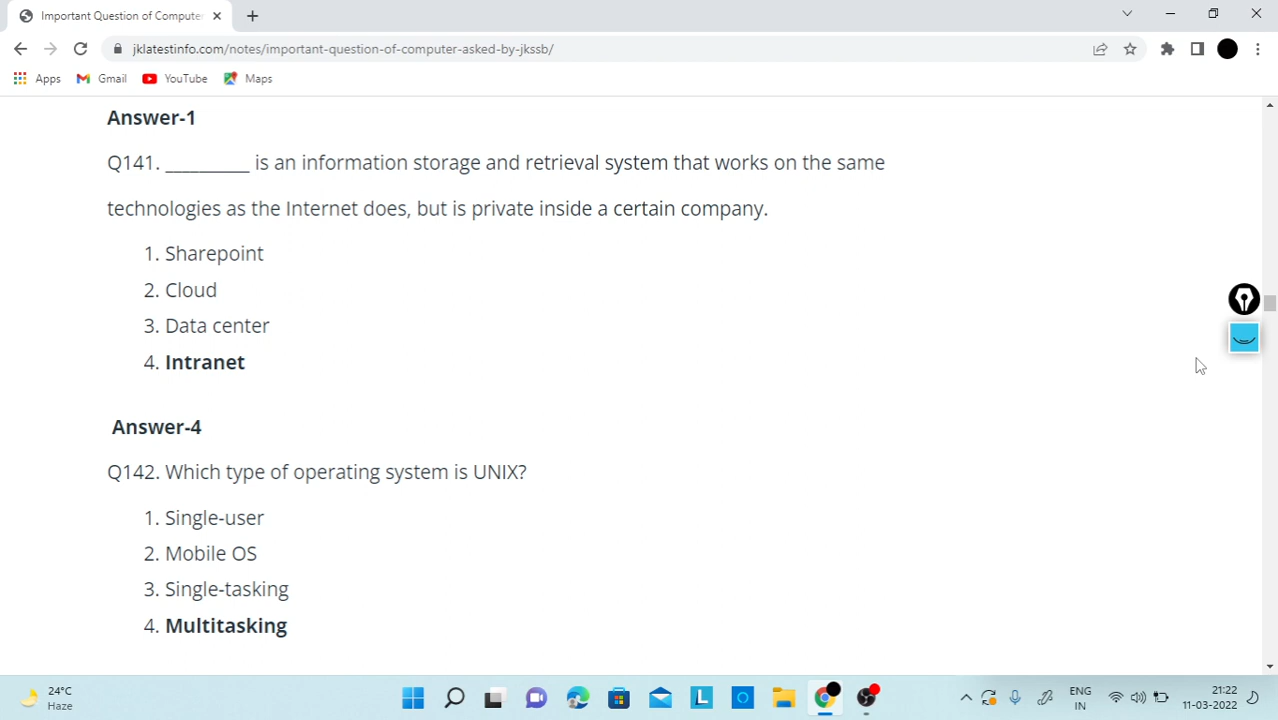 Important Question of Compute
jklatestinfo.com/notes/important-question-of-computer-asked-by-jkssb/
Apps Gmail YouTube Maps
Answer-1
Q141. __________ is an information storage and retrieval system that works on the same
technologies as the Internet does, but is private inside a certain company.
1. Sharepoint
2. Cloud
3. Data center
4. Intranet
Answer-4
Q142. Which type of operating system is UNIX?
1. Single-user
2. Mobile OS
3. Single-tasking
4. Multitasking
24°C
Haze
ENG
IN
21:22
11-03-2022